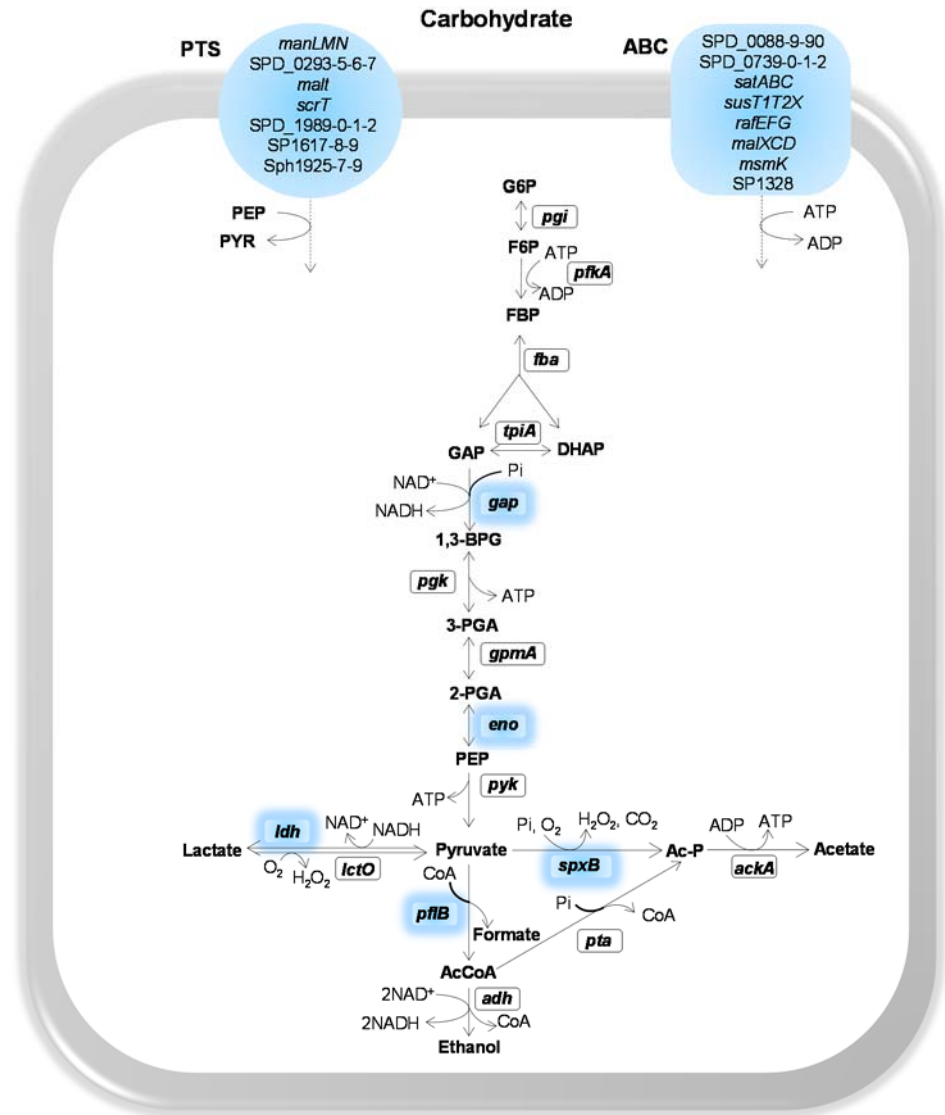 Carbohydrate
PTS
manLMN
SPD_0293-5-6-7
malt
scrT
SPD_1989-0-1-2
SP1617-8-9
Sph1925-7-9
ABC
SPD_0088-9-90
SPD_0739-0-1-2
satABC
susT1T2X
rafEFG
malXCD
msmK
SP1328
PEP
PYR
ATP
ADP
G6P
pgi
F6P
ATP
pfkA
ADP
FBP
fba
tpiA
GAP
DHAP
NAD+
Pi
NADH
gap
1,3-BPG
pgk
ATP
3-PGA
gpmA
2-PGA
eno
PEP
pyk
ATP
ldh
NAD+
NADH
Pi, O2
H2O2, CO2
ADP
ATP
Lactate
Pyruvate
Ac-P
Acetate
O2
H2O2
lctO
CoA
spxB
ackA
pflB
Pi
CoA
Formate
pta
AcCoA
2NAD+
adh
2NADH
CoA
Ethanol